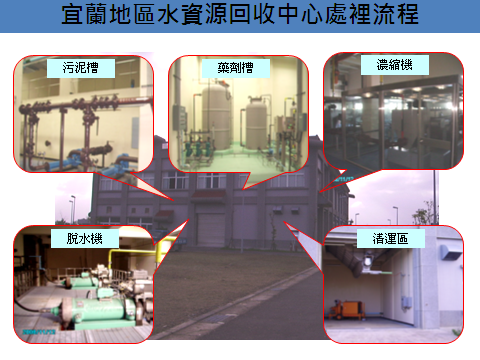 宜蘭地區水資源回收中心處裡流程
污泥槽
藥劑槽
濃縮機
脫水機
渣運區